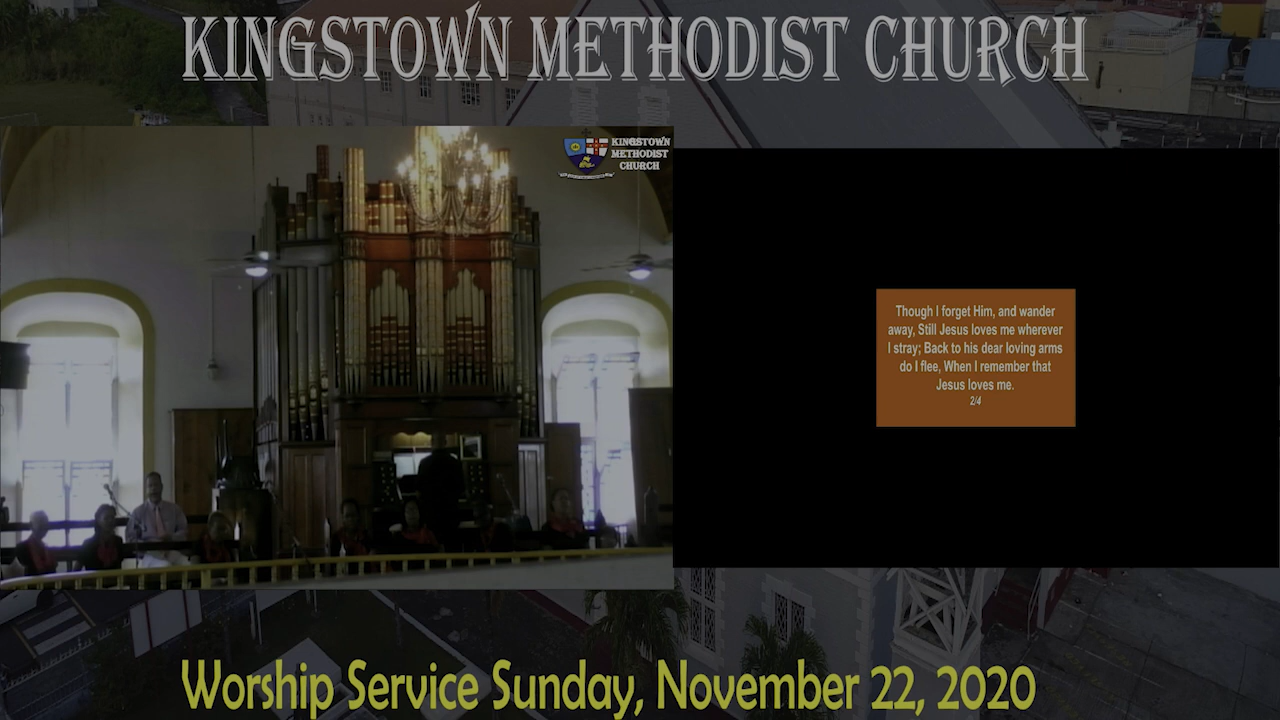 KINGSTOWN METHODIST CHURCH
KINGSTOWN
METHODIST
CHURCH
Though I forget Him, and wander
away, Still Jesus loves me wherever
I stray; Back to his dear loving arms
do I flee, When I remember that
Jesus loves me.
2/4
Worship Service Sunday, November 22, 2020